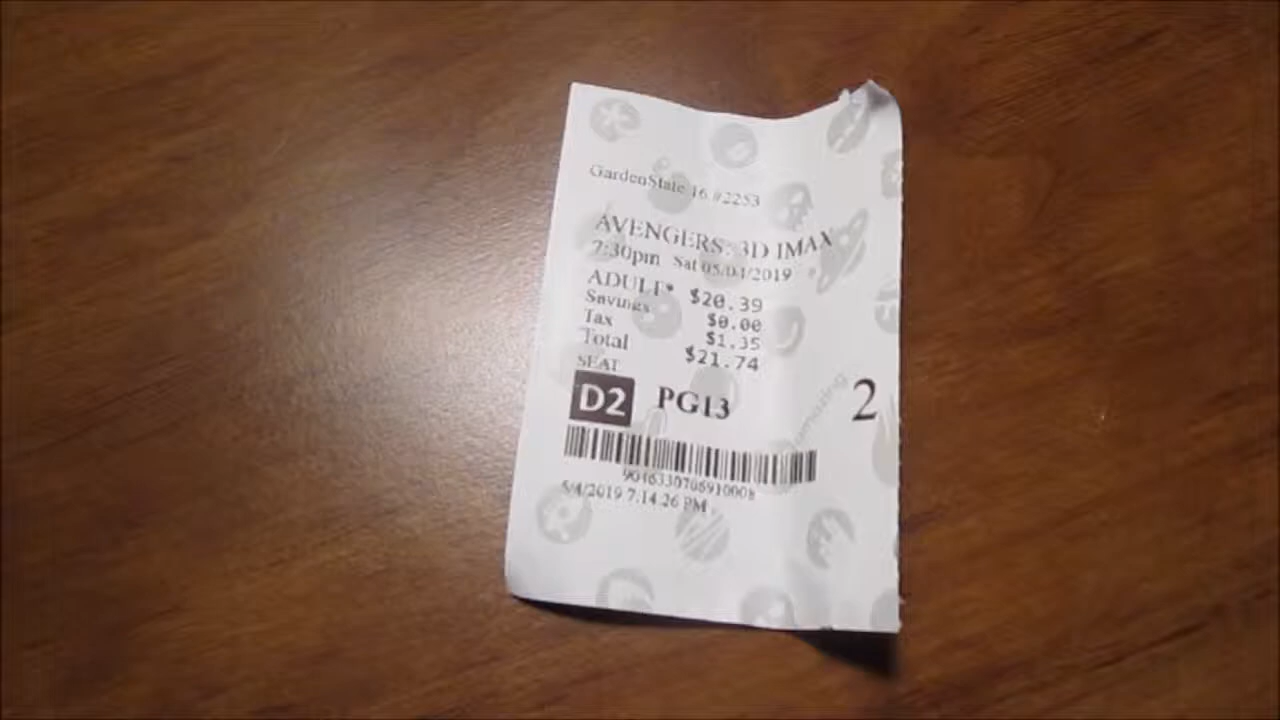 GardenState 16 #2253
AVENGERS: 3D IMAX
7:30pm Sat 05/04/2019
ADULT* $20.39
Savings $0.00
Tax $1.35
Total $21.74
SEAT
D2 PG13 2
amazing
5/4/2019 7:14:26 PM